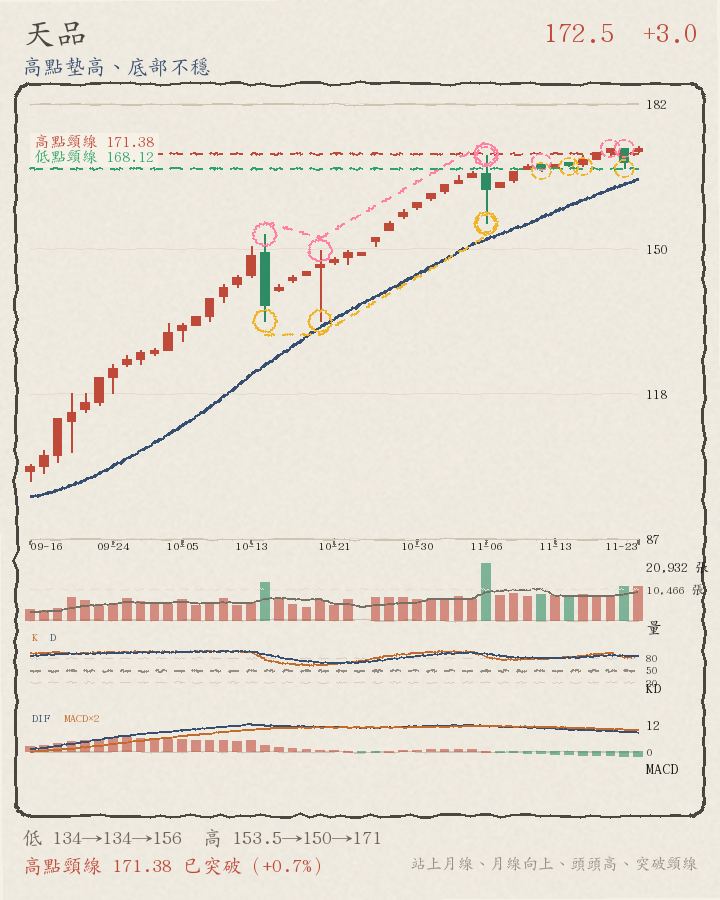 天品 172.5 +3.0
高點墊高、底部不穩
182
高點頸線 171.38
低點頸線 168.12
150
118
87
09-16 09-24 10-05 10-13 10-21 10-30 11-06 11-13 11-23
20,932 張
10,466 張
量
K D
80
50
20
KD
DIF MACD×2
12
0
MACD
低 134→134→156 高 153.5→150→171
高點頸線 171.38 已突破 (+0.7%)
站上月線、月線向上、頭頭高、突破頸線